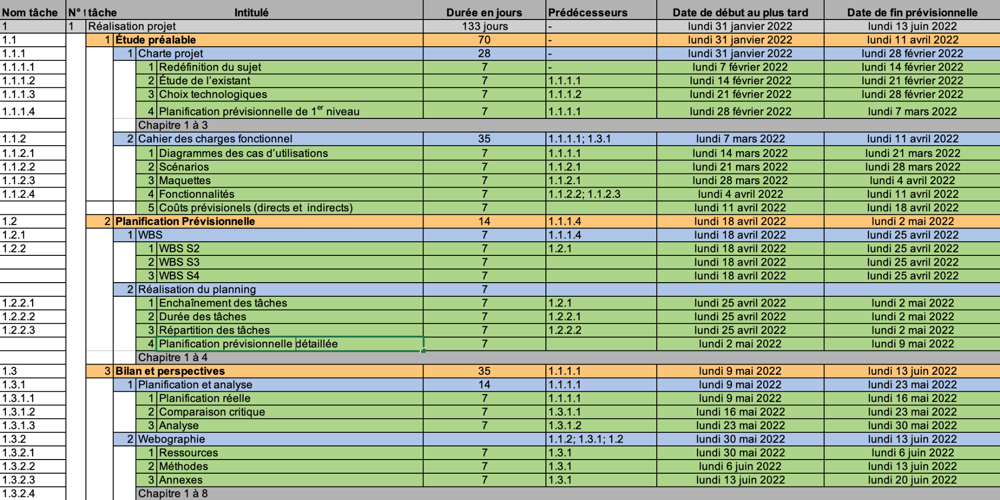 Nom tâche N° t tâche Intitulé Durée en jours Prédécesseurs Date de début au plus tard Date de fin prévisionnelle
1 1 Réalisation projet 133 jours - lundi 31 janvier 2022 lundi 13 juin 2022
1.1 1 Étude préalable 70 - lundi 31 janvier 2022 lundi 11 avril 2022
1.1.1 1 Charte projet 28 - lundi 31 janvier 2022 lundi 28 février 2022
1.1.1.1 1 Redéfinition du sujet 7 - lundi 7 février 2022 lundi 14 février 2022
1.1.1.2 2 Étude de l’existant 7 1.1.1.1 lundi 14 février 2022 lundi 21 février 2022
1.1.1.3 3 Choix technologiques 7 1.1.1.2 lundi 21 février 2022 lundi 28 février 2022
1.1.1.4 4 Planification prévisionnelle de 1er niveau 7 1.1.1.1 lundi 28 février 2022 lundi 7 mars 2022
Chapitre 1 à 3
1.1.2 2 Cahier des charges fonctionnel 35 1.1.1.1; 1.3.1 lundi 7 mars 2022 lundi 11 avril 2022
1.1.2.1 1 Diagrammes des cas d’utilisations 7 1.1.1.1 lundi 14 mars 2022 lundi 21 mars 2022
1.1.2.2 2 Scénarios 7 1.1.2.1 lundi 21 mars 2022 lundi 28 mars 2022
1.1.2.3 3 Maquettes 7 1.1.2.1 lundi 28 mars 2022 lundi 4 avril 2022
1.1.2.4 4 Fonctionnalités 7 1.1.2.2; 1.1.2.3 lundi 4 avril 2022 lundi 11 avril 2022
5 Coûts prévisionels (directs et indirects) 7 lundi 11 avril 2022 lundi 18 avril 2022
1.2 2 Planification Prévisionnelle 14 1.1.1.4 lundi 18 avril 2022 lundi 2 mai 2022
1.2.1 1 WBS 7 1.1.1.4 lundi 18 avril 2022 lundi 25 avril 2022
1.2.2 1 WBS S2 7 1.2.1 lundi 18 avril 2022 lundi 25 avril 2022
2 WBS S3 7 lundi 18 avril 2022 lundi 25 avril 2022
3 WBS S4 7 lundi 18 avril 2022 lundi 25 avril 2022
2 Réalisation du planning 7
1.2.2.1 1 Enchaînement des tâches 7 1.2.1 lundi 25 avril 2022 lundi 2 mai 2022
1.2.2.2 2 Durée des tâches 7 1.2.2.1 lundi 25 avril 2022 lundi 2 mai 2022
1.2.2.3 3 Répartition des tâches 7 1.2.2.2 lundi 25 avril 2022 lundi 2 mai 2022
4 Planification prévisionnelle détaillée 7 lundi 2 mai 2022 lundi 9 mai 2022
Chapitre 1 à 4
1.3 3 Bilan et perspectives 35 1.1.1.1 lundi 9 mai 2022 lundi 13 juin 2022
1.3.1 1 Planification et analyse 14 1.1.1.1 lundi 9 mai 2022 lundi 23 mai 2022
1.3.1.1 1 Planification réelle 7 1.1.1.1 lundi 9 mai 2022 lundi 16 mai 2022
1.3.1.2 2 Comparaison critique 7 1.3.1.1 lundi 16 mai 2022 lundi 23 mai 2022
1.3.1.3 3 Analyse 7 1.3.1.2 lundi 23 mai 2022 lundi 30 mai 2022
1.3.2 2 Webographie 1.1.2; 1.3.1; 1.2 lundi 30 mai 2022 lundi 13 juin 2022
1.3.2.1 1 Ressources 7 1.3.1 lundi 30 mai 2022 lundi 6 juin 2022
1.3.2.2 2 Méthodes 7 1.3.1 lundi 6 juin 2022 lundi 13 juin 2022
1.3.2.3 3 Annexes 7 1.3.1 lundi 13 juin 2022 lundi 20 juin 2022
1.3.2.4 Chapitre 1 à 8